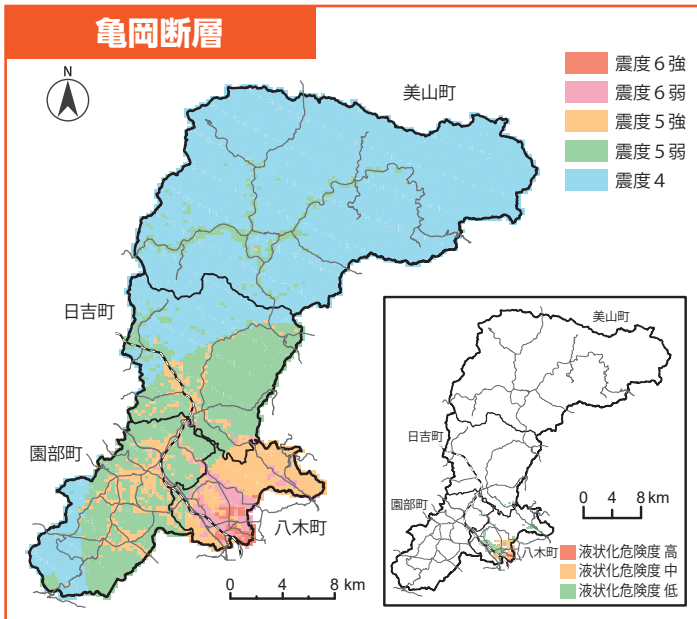 亀岡断層
N
美山町
日吉町
園部町
八木町
震度6強
震度6弱
震度5強
震度5弱
震度4
0 4 8 km
美山町
日吉町
園部町
八木町
0 4 8 km
液状化危険度 高
液状化危険度 中
液状化危険度 低